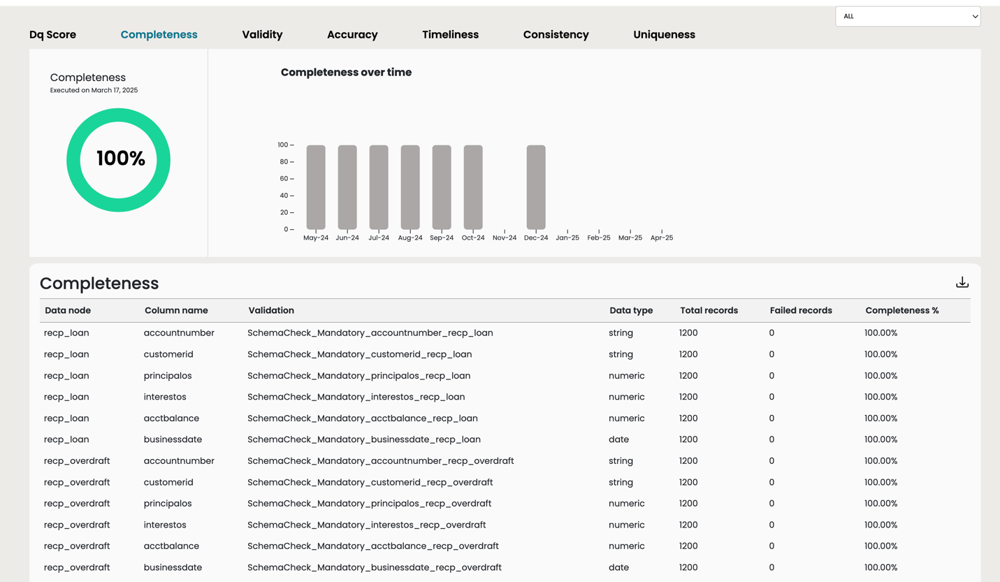 ALL
Dq Score Completeness Validity Accuracy Timeliness Consistency Uniqueness
Completeness
Executed on March 17, 2025
100%
Completeness over time
100
80
60
40
20
0
May-24 Jun-24 Jul-24 Aug-24 Sep-24 Oct-24 Nov-24 Dec-24 Jan-25 Feb-25 Mar-25 Apr-25
Completeness
Data node Column name Validation Data type Total records Failed records Completeness %
recp_loan accountnumber SchemaCheck_Mandatory_accountnumber_recp_loan string 1200 0 100.00%
recp_loan customerid SchemaCheck_Mandatory_customerid_recp_loan string 1200 0 100.00%
recp_loan principalos SchemaCheck_Mandatory_principalos_recp_loan numeric 1200 0 100.00%
recp_loan interestos SchemaCheck_Mandatory_interestos_recp_loan numeric 1200 0 100.00%
recp_loan acctbalance SchemaCheck_Mandatory_acctbalance_recp_loan numeric 1200 0 100.00%
recp_loan businessdate SchemaCheck_Mandatory_businessdate_recp_loan date 1200 0 100.00%
recp_overdraft accountnumber SchemaCheck_Mandatory_accountnumber_recp_overdraft string 1200 0 100.00%
recp_overdraft customerid SchemaCheck_Mandatory_customerid_recp_overdraft string 1200 0 100.00%
recp_overdraft principalos SchemaCheck_Mandatory_principalos_recp_overdraft numeric 1200 0 100.00%
recp_overdraft interestos SchemaCheck_Mandatory_interestos_recp_overdraft numeric 1200 0 100.00%
recp_overdraft acctbalance SchemaCheck_Mandatory_acctbalance_recp_overdraft numeric 1200 0 100.00%
recp_overdraft businessdate SchemaCheck_Mandatory_businessdate_recp_overdraft date 1200 0 100.00%